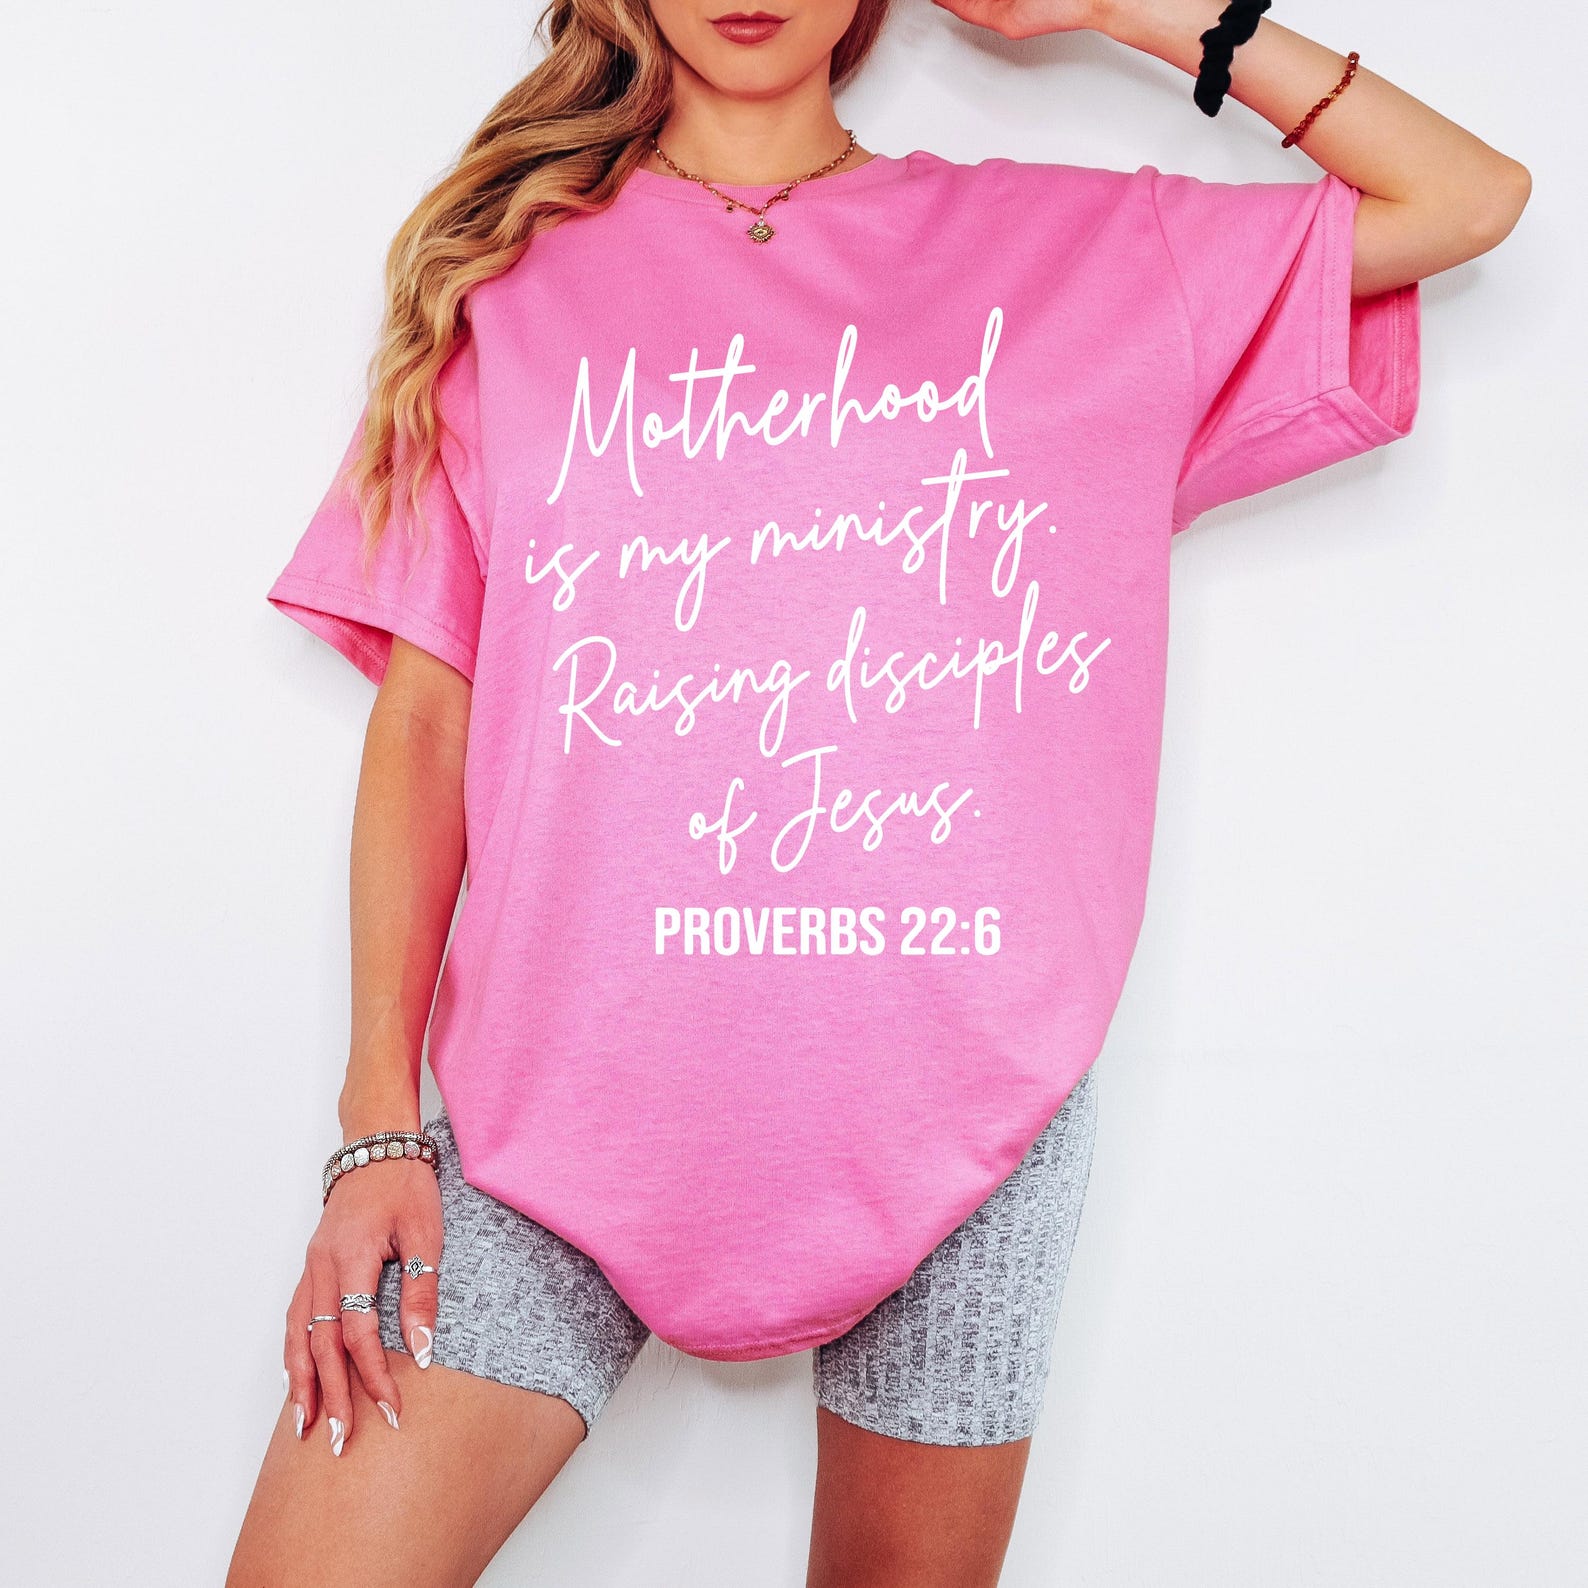 Motherhood
is my ministry.
Raising disciples
of Jesus.
PROVERBS 22:6